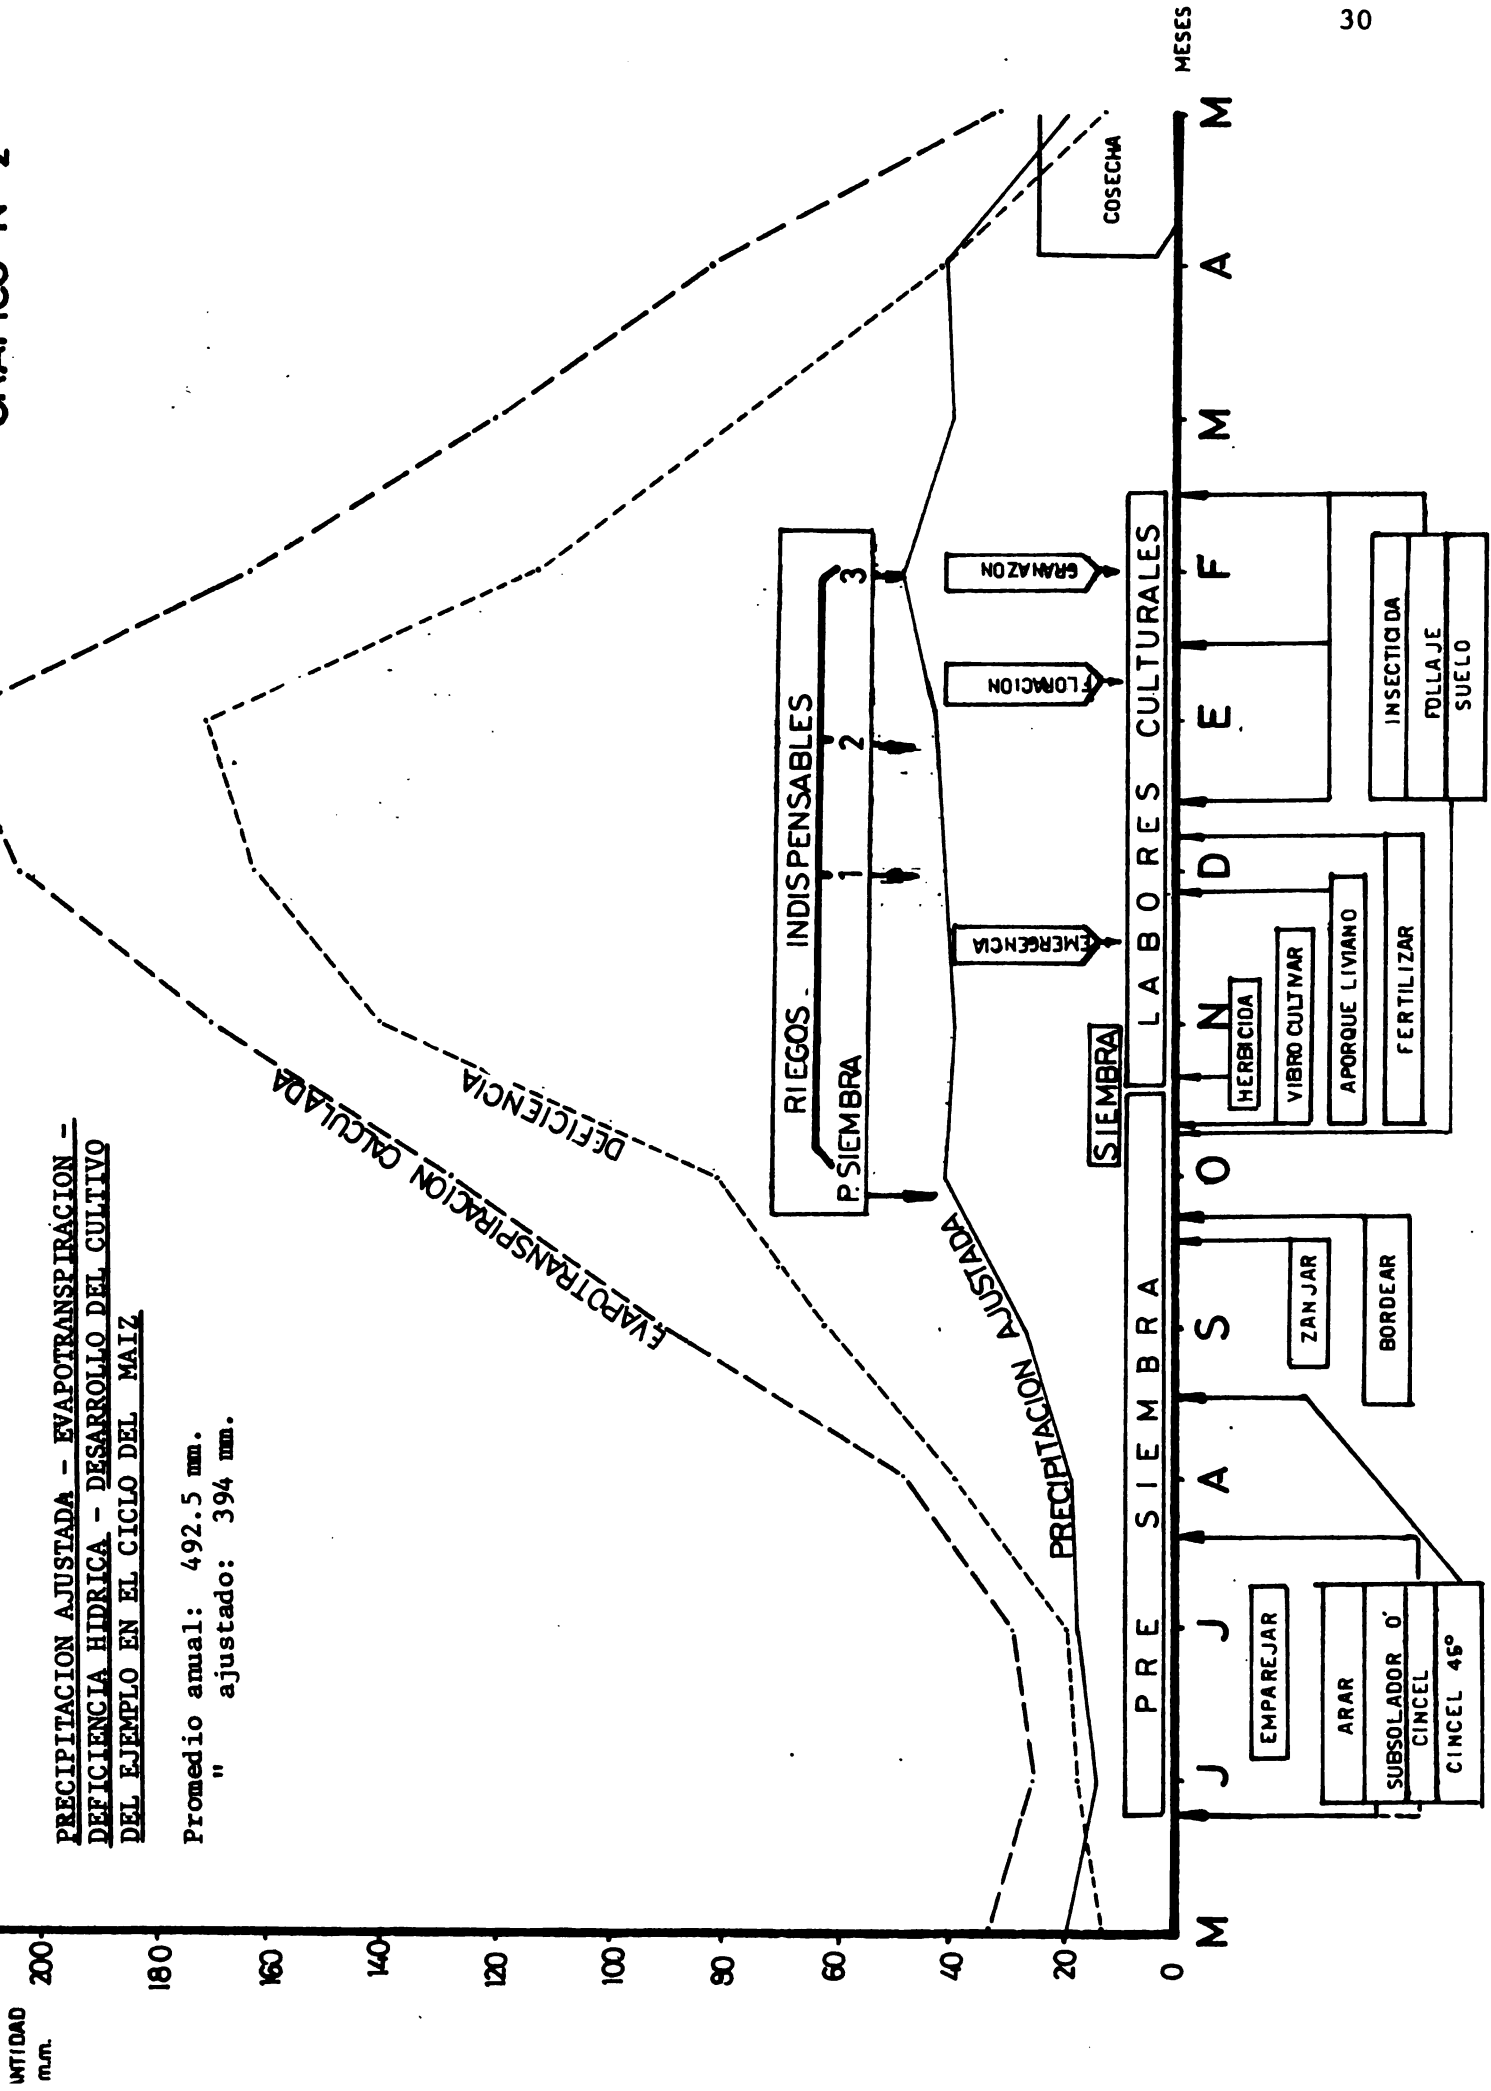 30
GRAFICO N° 2
PRECIPITACION AJUSTADA - EVAPOTRANSPIRACION -
DEFICIENCIA HIDRICA - DESARROLLO DEL CULTIVO
DEL EJEMPLO EN EL CICLO DEL MAIZ
Promedio anual: 492.5 mm.
" ajustado: 394 mm.
m.m.
200
180
160
140
120
100
80
60
40
20
0
EVAPOTRANSPIRACION CALCULADA
DEFICIENCIA
PRECIPITACION AJUSTADA
RIEGOS INDISPENSABLES
P. SIEMBRA 1 2 3
EMERGENCIA
FLORACION
GRANAZON
COSECHA
SIEMBRA
PRE SIEMBRA
LABORES CULTURALES
M J J A S O N D E F M A M
MESES
EMPAREJAR
ARAR
SUBSOLADOR O'
CINCEL
CINCEL 45°
ZANJAR
BORDEAR
HERBICIDA
VIBRO CULTIVAR
APORQUE LIVIANO
FERTILIZAR
INSECTICIDA
FOLLAJE
SUELO